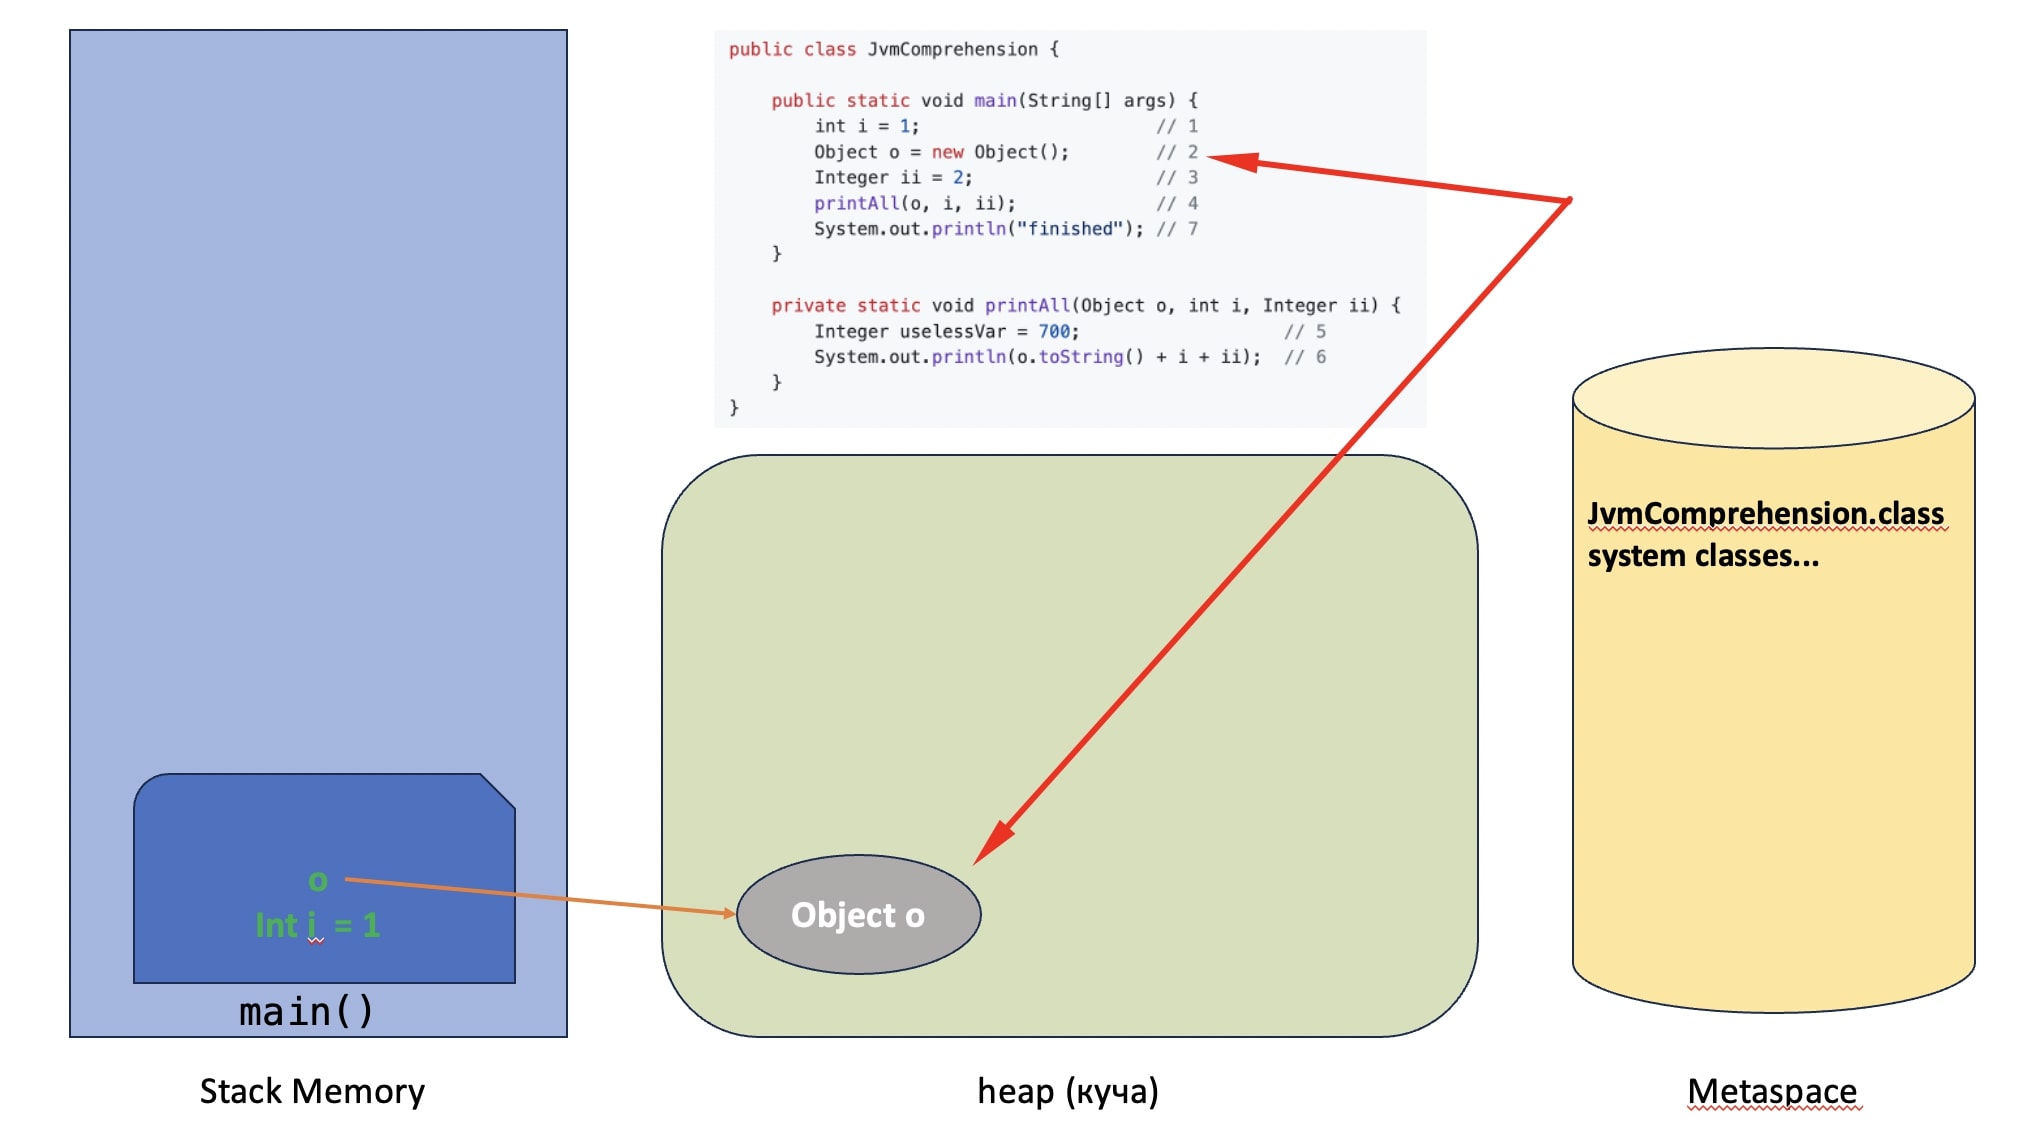 public class JvmComprehension {
public static void main(String[] args) {
int i = 1; // 1
Object o = new Object(); // 2
Integer ii = 2; // 3
printAll(o, i, ii); // 4
System.out.println("finished"); // 7
}
private static void printAll(Object o, int i, Integer ii) {
Integer uselessVar = 700; // 5
System.out.println(o.toString() + i + ii); // 6
}
}
JvmComprehension.class
system classes...
o
Int i = 1
main()
Object o
Stack Memory
heap (куча)
Metaspace